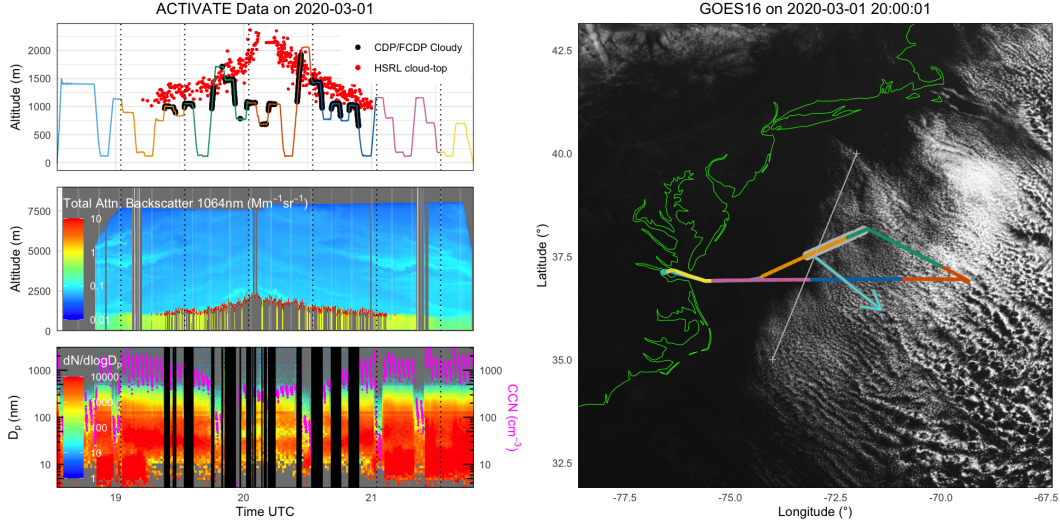 ACTIVATE Data on 2020-03-01
Altitude (m)
2000
1500
1000
500
0
CDP/FCDP Cloudy
HSRL cloud-top
Altitude (m)
7500
5000
2500
0
Total Attn. Backscatter 1064nm (Mm⁻¹sr⁻¹)
10
1
0.1
0.01
Dp (nm)
1000
100
10
dN/dlogDp
10000
1000
100
10
1
1000
100
10
CCN (cm⁻³)
19
20
21
Time UTC
GOES16 on 2020-03-01 20:00:01
Latitude (°)
42.5
40.0
37.5
35.0
32.5
-77.5
-75.0
-72.5
-70.0
-67.5
Longitude (°)